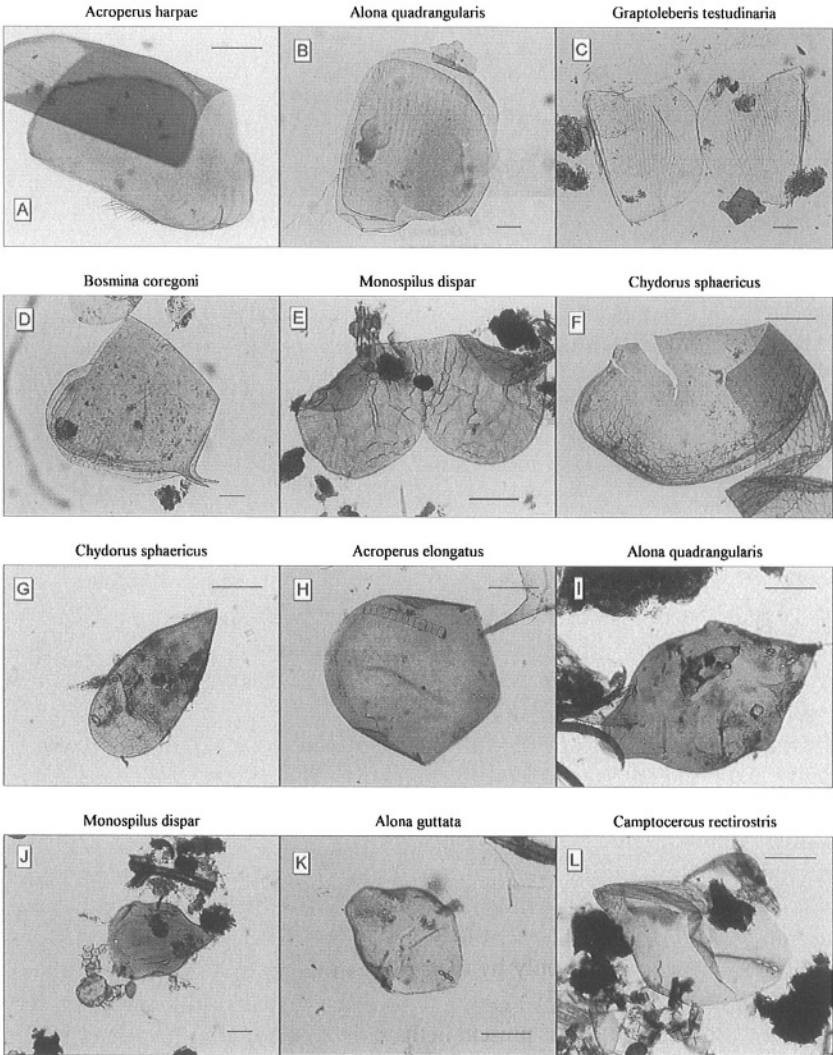 Acroperus harpae Alona quadrangularis Graptoleberis testudinaria
A B C
Bosmina coregoni Monospilus dispar Chydorus sphaericus
D E F
Chydorus sphaericus Acroperus elongatus Alona quadrangularis
G H I
Monospilus dispar Alona guttata Camptocercus rectirostris
J K L